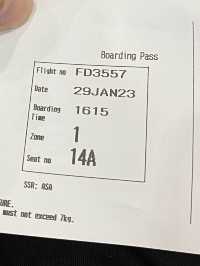 Boarding Pass
Flight no FD3557
Date 29JAN23
Boarding Time 1615
Zone 1
Seat no 14A
SSR: ASA
URE.
must not exceed 7kg.